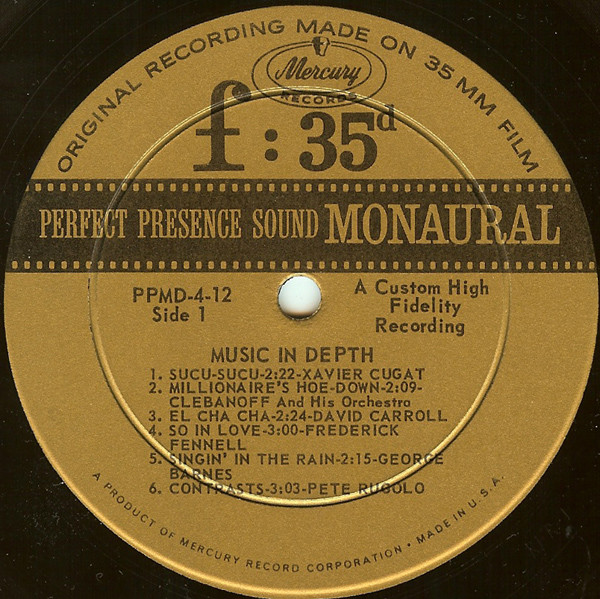 ORIGINAL RECORDING MADE ON 35 MM FILM
Mercury
RECORDS
f:35d
PERFECT PRESENCE SOUND MONAURAL
PPMD-4-12
Side 1
A Custom High
Fidelity
Recording
MUSIC IN DEPTH
1. SUCU-SUCU-2:22-XAVIER CUGAT
2. MILLIONAIRE'S HOE-DOWN-2:09-
CLEBANOFF And His Orchestra
3. EL CHA CHA-2:24-DAVID CARROLL
4. SO IN LOVE-3:00-FREDERICK
FENNELL
5. SINGIN' IN THE RAIN-2:15-GEORGE
BARNES
6. CONTRASTS-3:03-PETE RUGOLO
A PRODUCT OF MERCURY RECORD CORPORATION • MADE IN U.S.A.